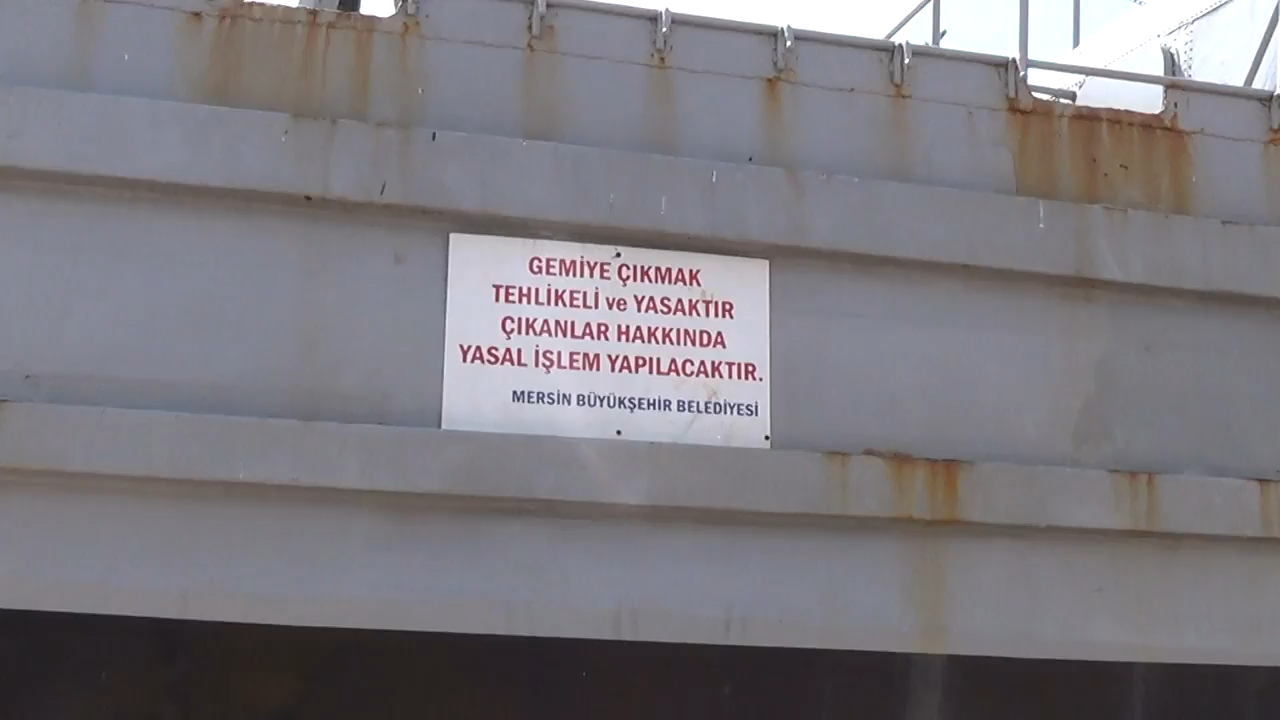 GEMİYE ÇIKMAK
TEHLİKELİ ve YASAKTIR
ÇIKANLAR HAKKINDA
YASAL İŞLEM YAPILACAKTIR.
MERSİN BÜYÜKŞEHİR BELEDİYESİ